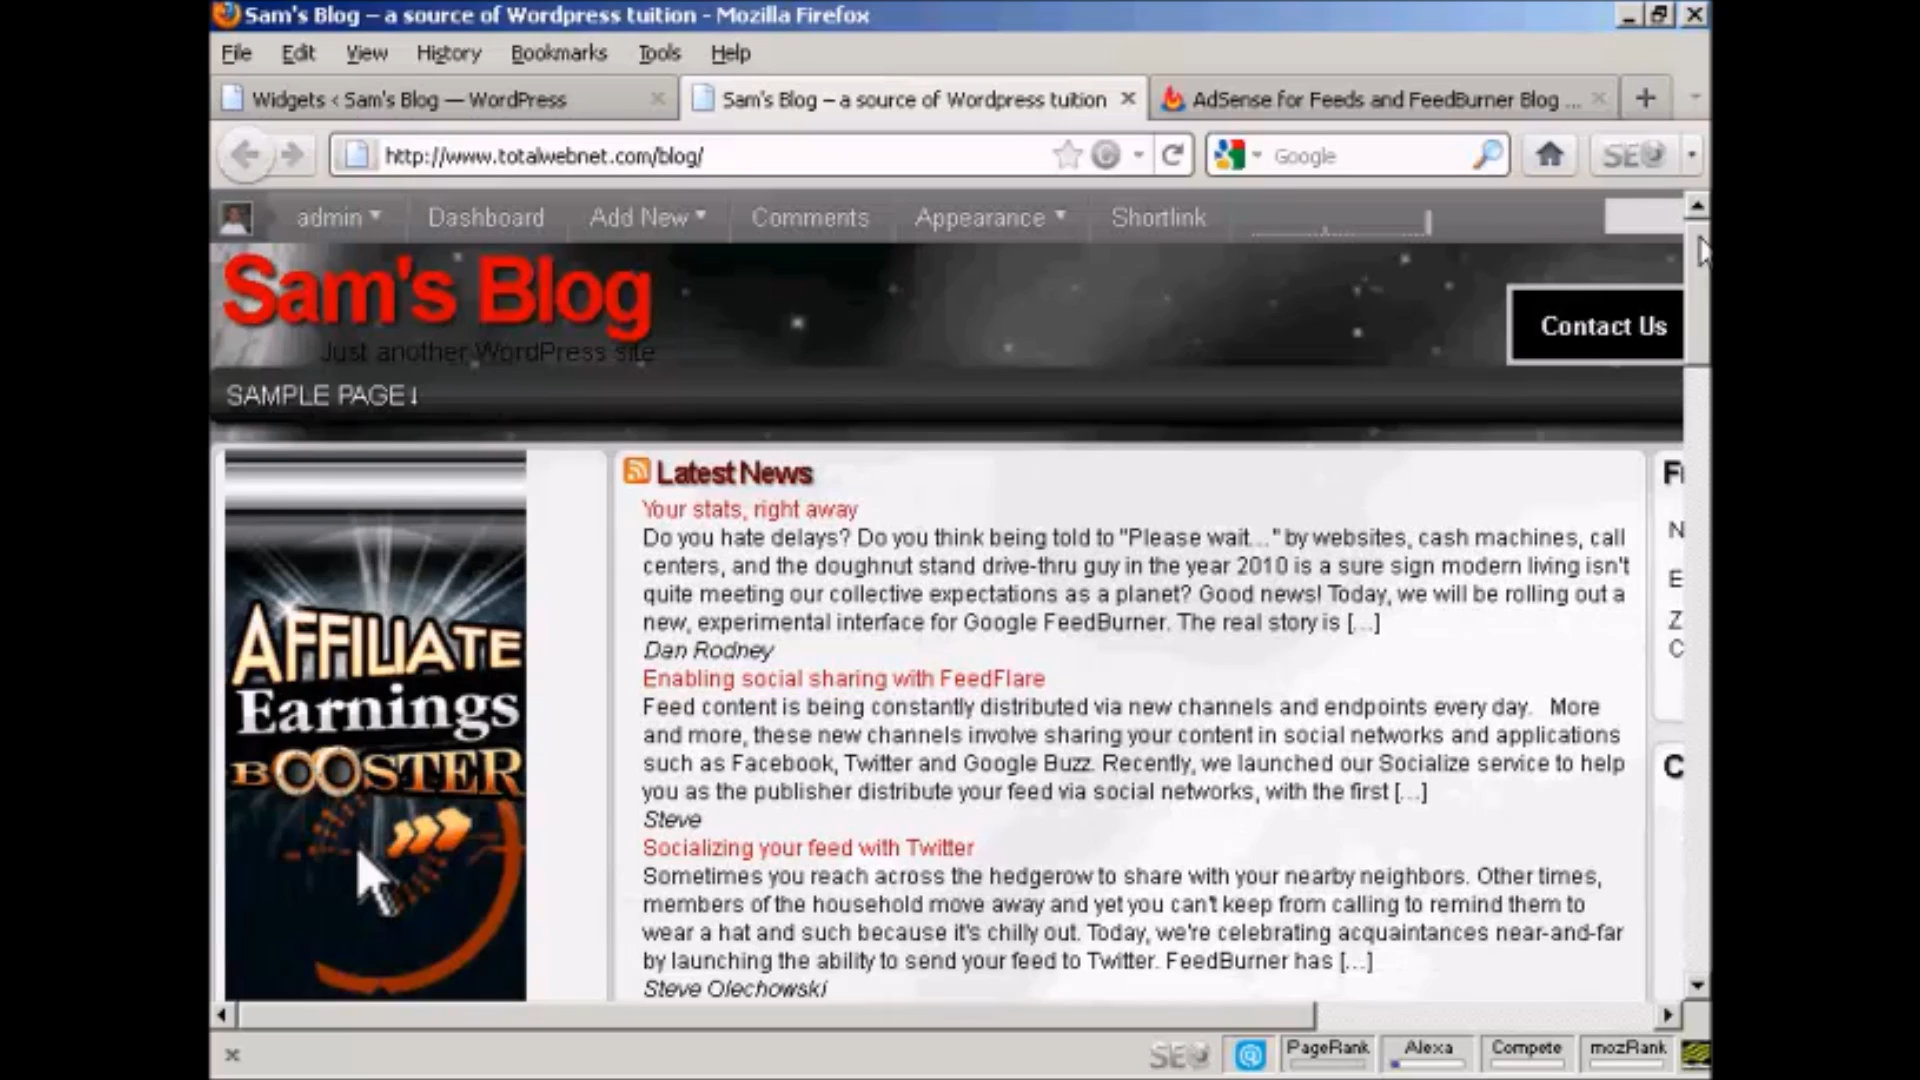 Sam's Blog – a source of Wordpress tuition - Mozilla Firefox
File Edit View History Bookmarks Tools Help
Widgets < Sam's Blog — WordPress
Sam's Blog – a source of Wordpress tuition
AdSense for Feeds and FeedBurner Blog ...
http://www.totalwebnet.com/blog/
Google
SEO
admin Dashboard Add New Comments Appearance Shortlink
Sam's Blog
Just another WordPress site
Contact Us
SAMPLE PAGE↓
AFFILIATE
Earnings
BOOSTER
Latest News
Your stats, right away
Do you hate delays? Do you think being told to "Please wait..." by websites, cash machines, call
centers, and the doughnut stand drive-thru guy in the year 2010 is a sure sign modern living isn't
quite meeting our collective expectations as a planet? Good news! Today, we will be rolling out a
new, experimental interface for Google FeedBurner. The real story is [...]
Dan Rodney
Enabling social sharing with FeedFlare
Feed content is being constantly distributed via new channels and endpoints every day. More
and more, these new channels involve sharing your content in social networks and applications
such as Facebook, Twitter and Google Buzz. Recently, we launched our Socialize service to help
you as the publisher distribute your feed via social networks, with the first [...]
Steve
Socializing your feed with Twitter
Sometimes you reach across the hedgerow to share with your nearby neighbors. Other times,
members of the household move away and yet you can't keep from calling to remind them to
wear a hat and such because it's chilly out. Today, we're celebrating acquaintances near-and-far
by launching the ability to send your feed to Twitter. FeedBurner has [...]
Steve Olechowski
N
E
Z
C
C
SEO PageRank Alexa Compete mozRank